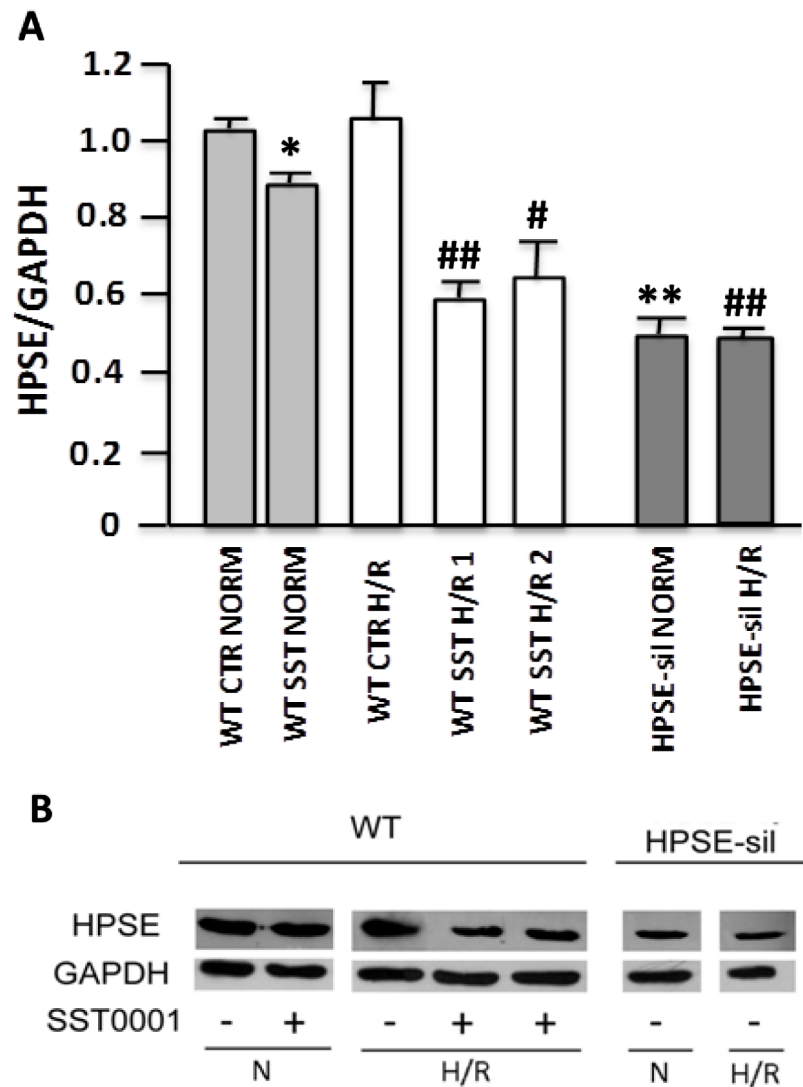 A
HPSE/GAPDH
1.2
1.0
0.8
0.6
0.4
0.2
0
*
##
#
**
##
WT CTR NORM
WT SST NORM
WT CTR H/R
WT SST H/R 1
WT SST H/R 2
HPSE-sil NORM
HPSE-sil H/R
B
WT HPSE-sil
HPSE
GAPDH
SST0001 - + - + + - -
N H/R N H/R